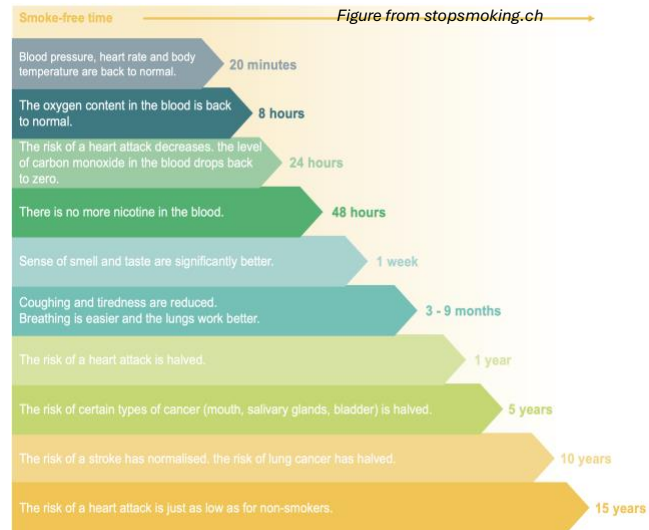 Smoke-free time
Figure from stopsmoking.ch
Blood pressure, heart rate and body
temperature are back to normal.
20 minutes
The oxygen content in the blood is back
to normal.
8 hours
The risk of a heart attack decreases. the level
of carbon monoxide in the blood drops back
to zero.
24 hours
There is no more nicotine in the blood.
48 hours
Sense of smell and taste are significantly better.
1 week
Coughing and tiredness are reduced.
Breathing is easier and the lungs work better.
3 - 9 months
The risk of a heart attack is halved.
1 year
The risk of certain types of cancer (mouth, salivary glands, bladder) is halved.
5 years
The risk of a stroke has normalised. the risk of lung cancer has halved.
10 years
The risk of a heart attack is just as low as for non-smokers.
15 years